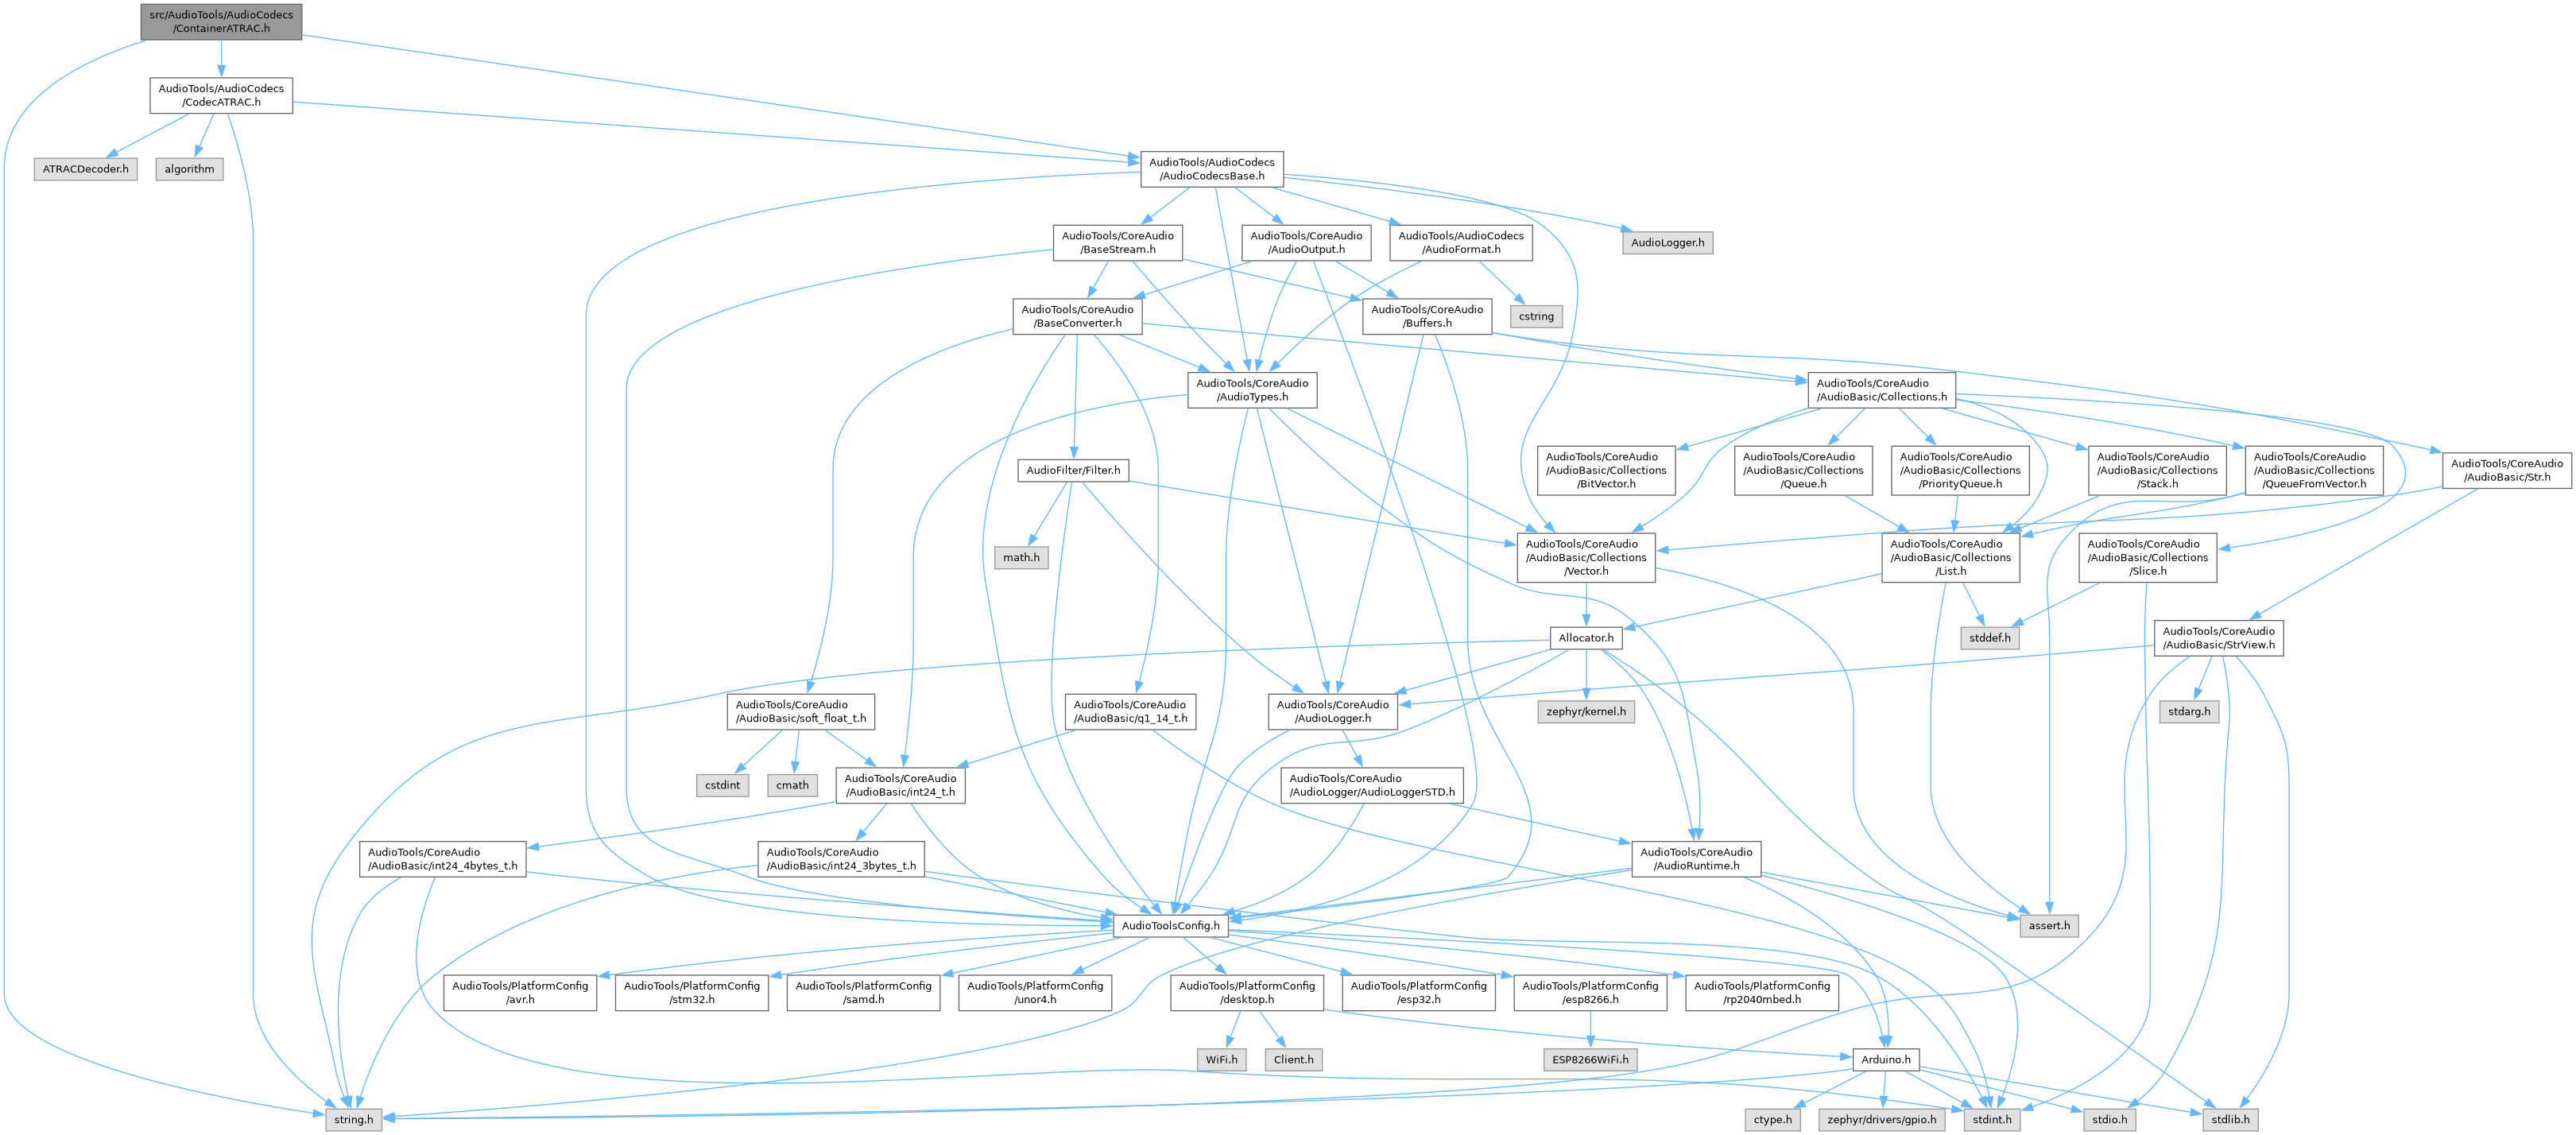 src/AudioTools/AudioCodecs
/ContainerATRAC.h
AudioTools/AudioCodecs
/CodecATRAC.h
ATRACDecoder.h
algorithm
AudioTools/AudioCodecs
/AudioCodecsBase.h
AudioTools/CoreAudio
/BaseStream.h
AudioTools/CoreAudio
/AudioOutput.h
AudioTools/AudioCodecs
/AudioFormat.h
AudioLogger.h
AudioTools/CoreAudio
/BaseConverter.h
AudioTools/CoreAudio
/Buffers.h
cstring
AudioTools/CoreAudio
/AudioTypes.h
AudioTools/CoreAudio
/AudioBasic/Collections.h
AudioFilter/Filter.h
AudioTools/CoreAudio
/AudioBasic/Collections
/BitVector.h
AudioTools/CoreAudio
/AudioBasic/Collections
/Queue.h
AudioTools/CoreAudio
/AudioBasic/Collections
/PriorityQueue.h
AudioTools/CoreAudio
/AudioBasic/Collections
/Stack.h
AudioTools/CoreAudio
/AudioBasic/Collections
/QueueFromVector.h
AudioTools/CoreAudio
/AudioBasic/Str.h
math.h
AudioTools/CoreAudio
/AudioBasic/Collections
/Vector.h
AudioTools/CoreAudio
/AudioBasic/Collections
/List.h
AudioTools/CoreAudio
/AudioBasic/Collections
/Slice.h
Allocator.h
stddef.h
AudioTools/CoreAudio
/AudioBasic/StrView.h
AudioTools/CoreAudio
/AudioBasic/soft_float_t.h
AudioTools/CoreAudio
/AudioBasic/q1_14_t.h
AudioTools/CoreAudio
/AudioLogger.h
zephyr/kernel.h
stdarg.h
cstdint
cmath
AudioTools/CoreAudio
/AudioBasic/int24_t.h
AudioTools/CoreAudio
/AudioLogger/AudioLoggerSTD.h
AudioTools/CoreAudio
/AudioBasic/int24_4bytes_t.h
AudioTools/CoreAudio
/AudioBasic/int24_3bytes_t.h
AudioTools/CoreAudio
/AudioRuntime.h
AudioToolsConfig.h
assert.h
AudioTools/PlatformConfig
/avr.h
AudioTools/PlatformConfig
/stm32.h
AudioTools/PlatformConfig
/samd.h
AudioTools/PlatformConfig
/unor4.h
AudioTools/PlatformConfig
/desktop.h
AudioTools/PlatformConfig
/esp32.h
AudioTools/PlatformConfig
/esp8266.h
AudioTools/PlatformConfig
/rp2040mbed.h
WiFi.h
Client.h
ESP8266WiFi.h
Arduino.h
string.h
ctype.h
zephyr/drivers/gpio.h
stdint.h
stdio.h
stdlib.h